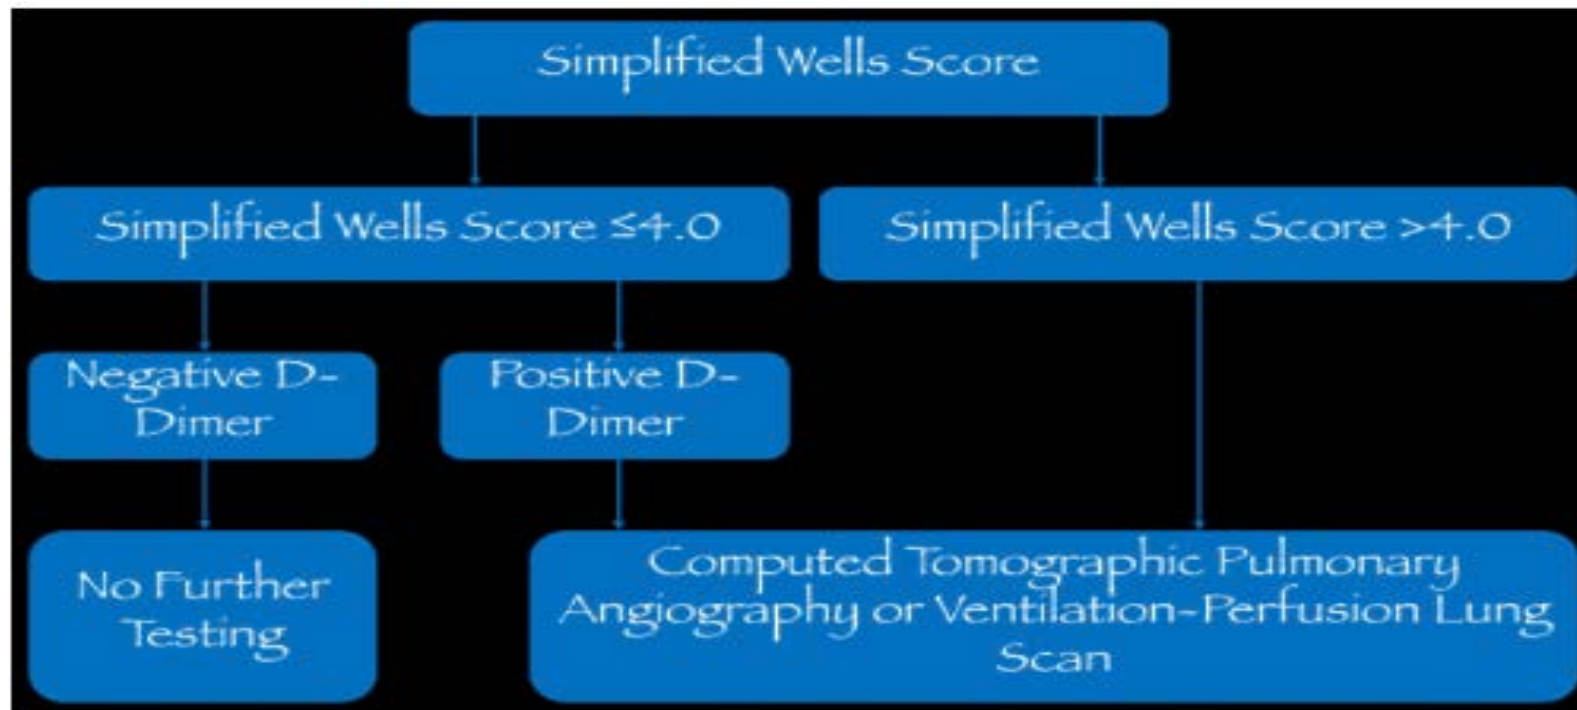 Simplified Wells Score
Simplified Wells Score ≤4.0
Simplified Wells Score >4.0
Negative D-
Dimer
Positive D-
Dimer
No Further
Testing
Computed Tomographic Pulmonary
Angiography or Ventilation-Perfusion Lung
Scan